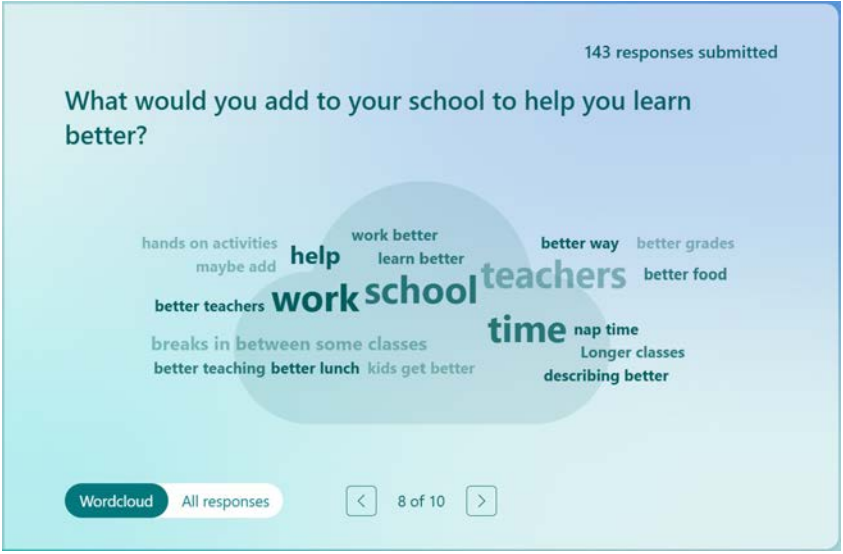 143 responses submitted
What would you add to your school to help you learn
better?
hands on activities
work better
better way
better grades
maybe add
help
learn better
teachers
better food
better teachers
work
school
time
nap time
breaks in between some classes
Longer classes
better teaching
better lunch
kids get better
describing better
Wordcloud
All responses
8 of 10